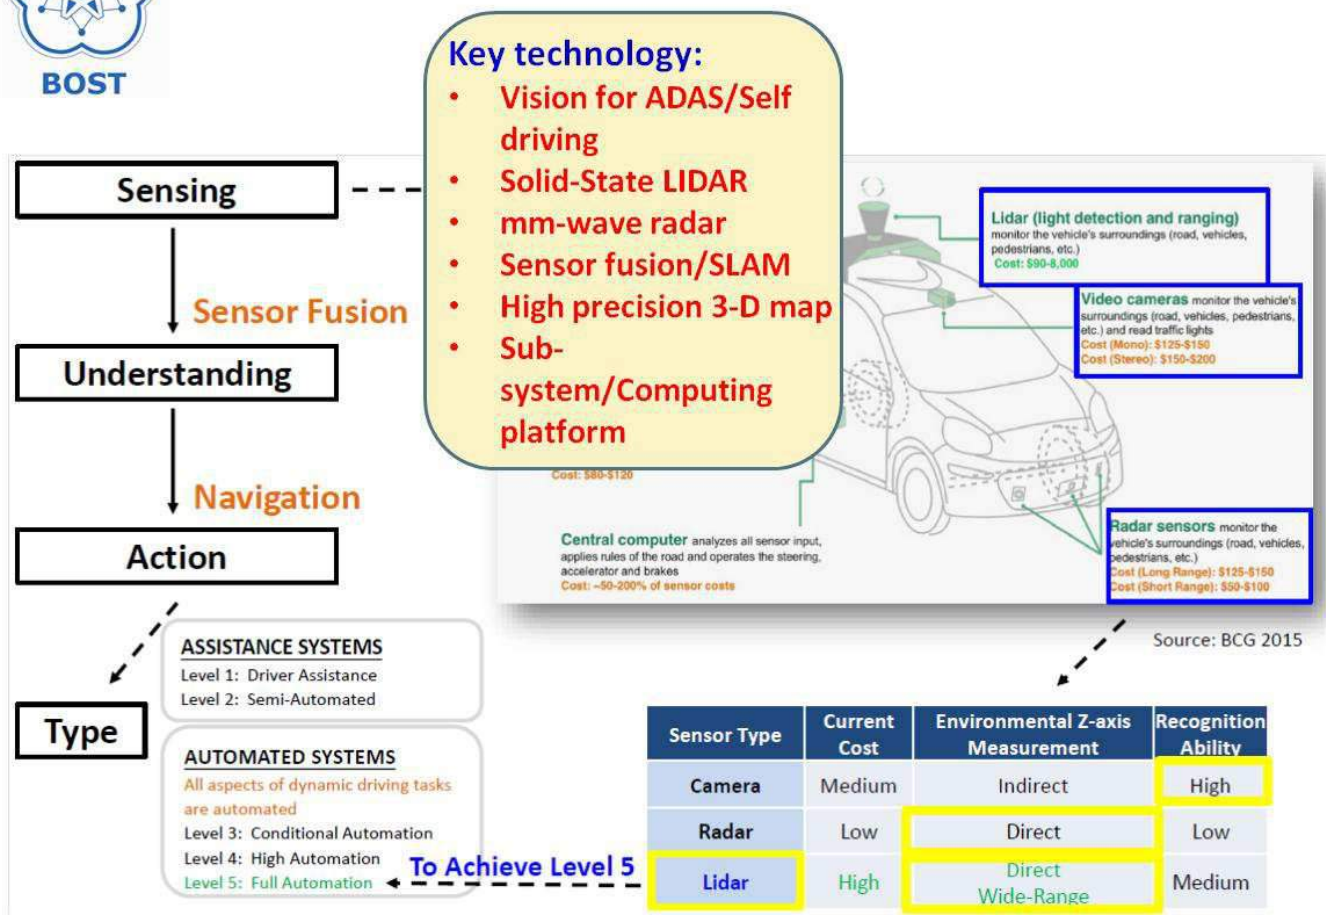 BOST
Key technology:
• Vision for ADAS/Self
driving
• Solid-State LIDAR
• mm-wave radar
• Sensor fusion/SLAM
• High precision 3-D map
• Sub-
system/Computing
platform
Sensing
Sensor Fusion
Understanding
Navigation
Action
Type
ASSISTANCE SYSTEMS
Level 1: Driver Assistance
Level 2: Semi-Automated
AUTOMATED SYSTEMS
All aspects of dynamic driving tasks
are automated
Level 3: Conditional Automation
Level 4: High Automation
Level 5: Full Automation
To Achieve Level 5
Lidar (light detection and ranging)
monitor the vehicle's surroundings (road, vehicles,
pedestrians, etc.)
Cost: $90-8,000
Video cameras monitor the vehicle's
surroundings (road, vehicles, pedestrians,
etc.) and read traffic lights
Cost (Mono): $125-$150
Cost (Stereo): $150-$200
Cost: $80-$120
Central computer analyzes all sensor input,
applies rules of the road and operates the steering,
accelerator and brakes
Cost: ~50-200% of sensor costs
Radar sensors monitor the
vehicle's surroundings (road, vehicles,
pedestrians, etc.)
Cost (Long Range): $125-$150
Cost (Short Range): $50-$100
Source: BCG 2015
Sensor Type Current Cost Environmental Z-axis Measurement Recognition Ability
Camera Medium Indirect High
Radar Low Direct Low
Lidar High Direct Wide-Range Medium